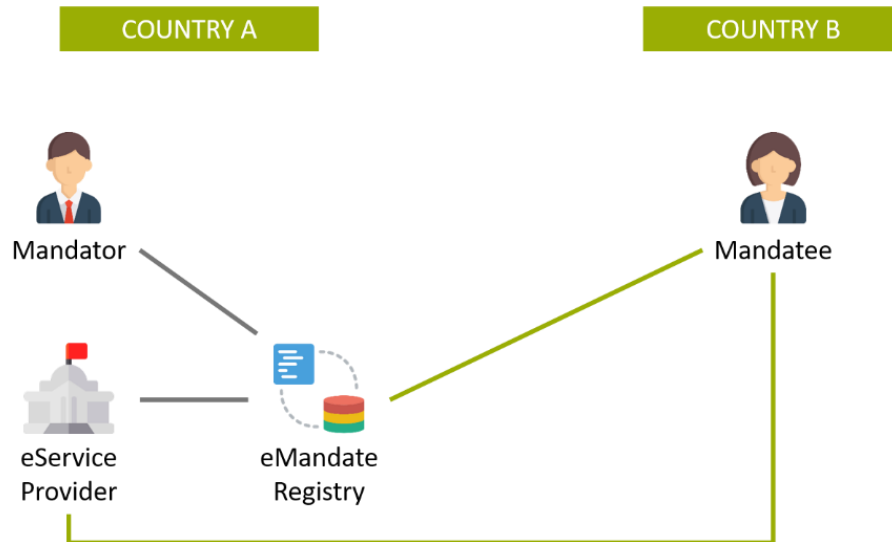 COUNTRY A
COUNTRY B
Mandator
Mandatee
eService
Provider
eMandate
Registry